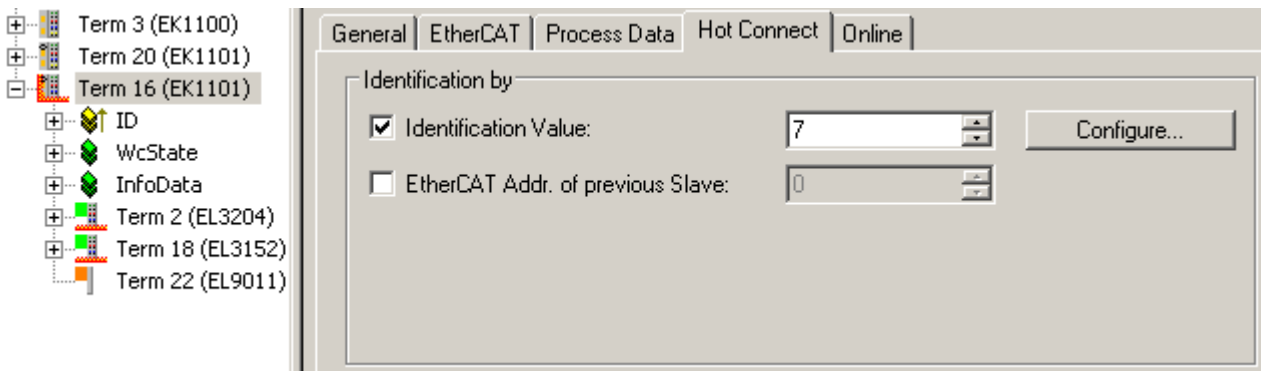 Term 3 (EK1100)
Term 20 (EK1101)
Term 16 (EK1101)
ID
WcState
InfoData
Term 2 (EL3204)
Term 18 (EL3152)
Term 22 (EL9011)
General EtherCAT Process Data Hot Connect Online
Identification by
Identification Value: 7 Configure...
EtherCAT Addr. of previous Slave: 0